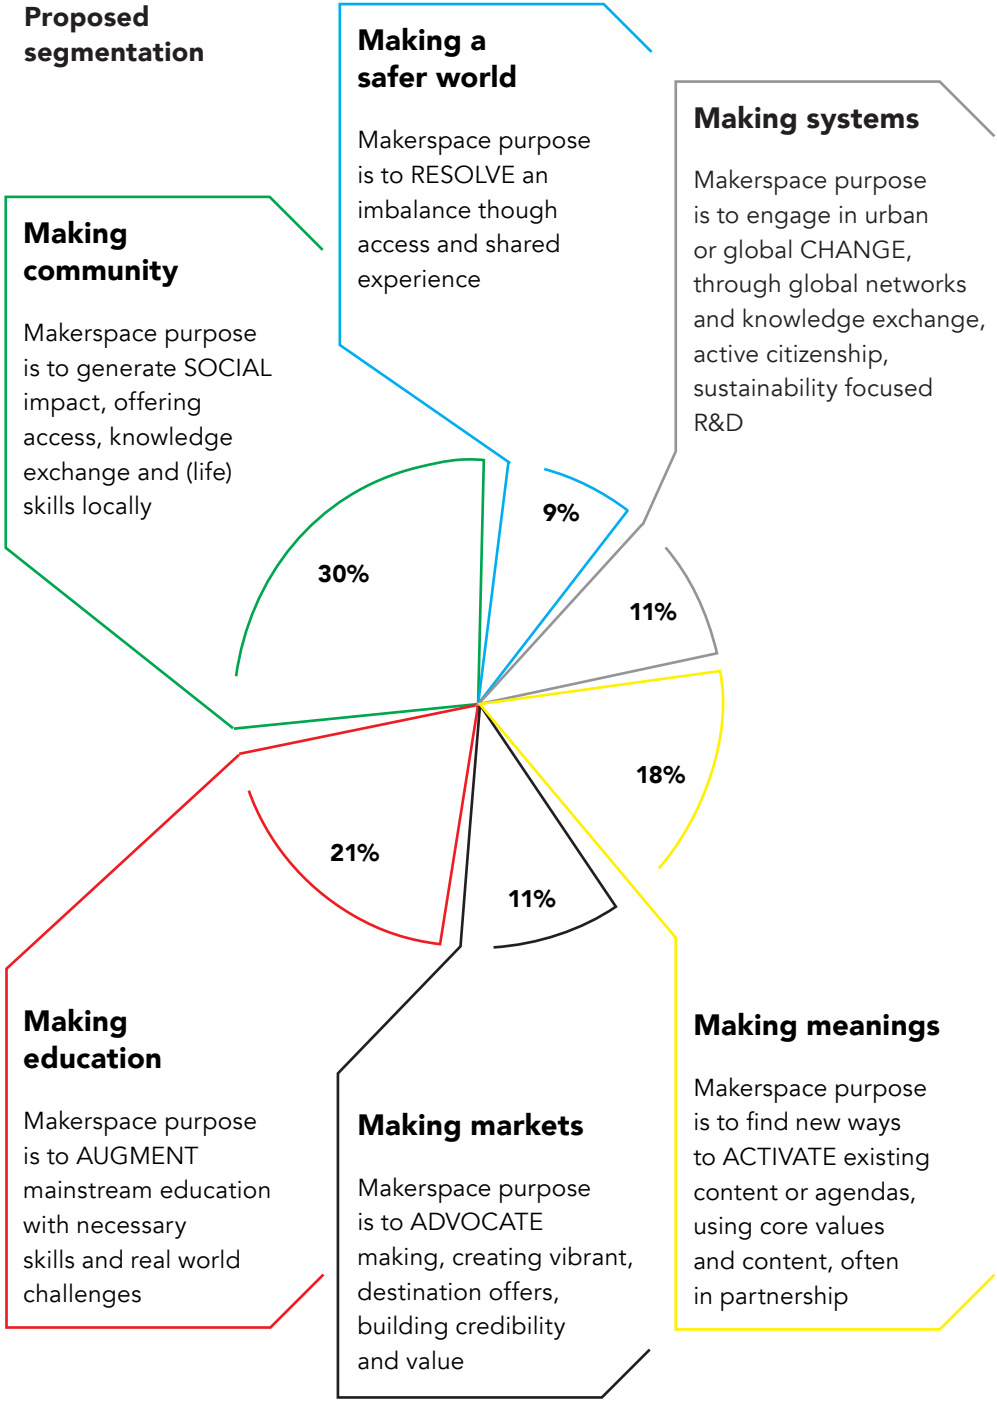 Proposed
segmentation
Making a
safer world
Makerspace purpose
is to RESOLVE an
imbalance though
access and shared
experience
Making systems
Makerspace purpose
is to engage in urban
or global CHANGE,
through global networks
and knowledge exchange,
active citizenship,
sustainability focused
R&D
Making
community
Makerspace purpose
is to generate SOCIAL
impact, offering
access, knowledge
exchange and (life)
skills locally
9%
30%
11%
18%
21%
11%
Making
education
Makerspace purpose
is to AUGMENT
mainstream education
with necessary
skills and real world
challenges
Making markets
Makerspace purpose
is to ADVOCATE
making, creating vibrant,
destination offers,
building credibility
and value
Making meanings
Makerspace purpose
is to find new ways
to ACTIVATE existing
content or agendas,
using core values
and content, often
in partnership